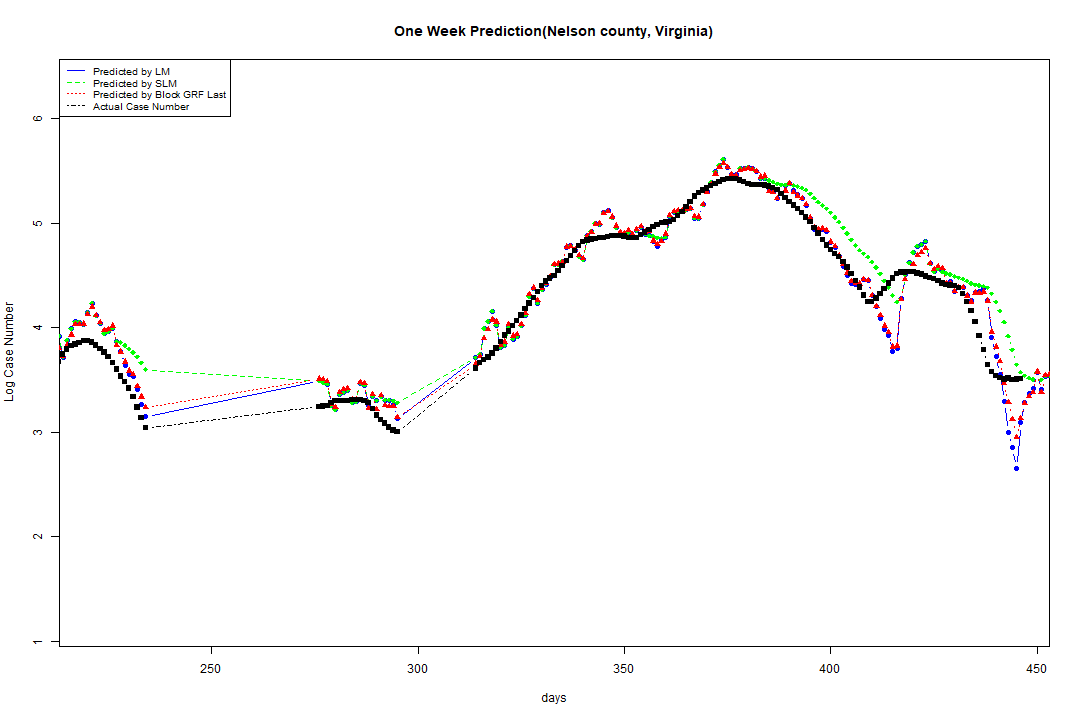 One Week Prediction(Nelson county, Virginia)
Predicted by LM
Predicted by SLM
Predicted by Block GRF Last
Actual Case Number
Log Case Number
6
5
4
3
2
1
250 300 350 400 450
days